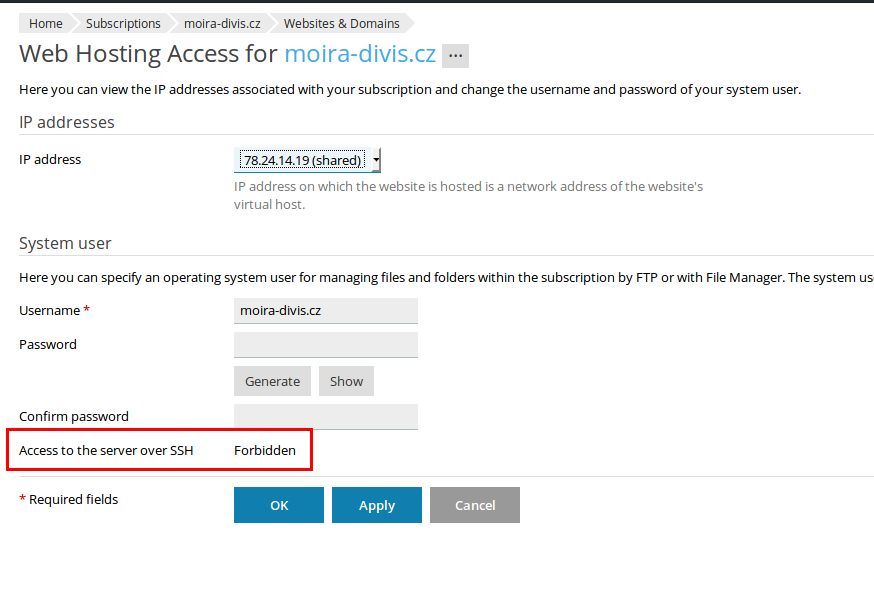 Home Subscriptions moira-divis.cz Websites & Domains
Web Hosting Access for moira-divis.cz ...
Here you can view the IP addresses associated with your subscription and change the username and password of your system user.
IP addresses
IP address 78.24.14.19 (shared)
IP address on which the website is hosted is a network address of the website's
virtual host.
System user
Here you can specify an operating system user for managing files and folders within the subscription by FTP or with File Manager. The system us
Username * moira-divis.cz
Password
Generate Show
Confirm password
Access to the server over SSH Forbidden
* Required fields OK Apply Cancel